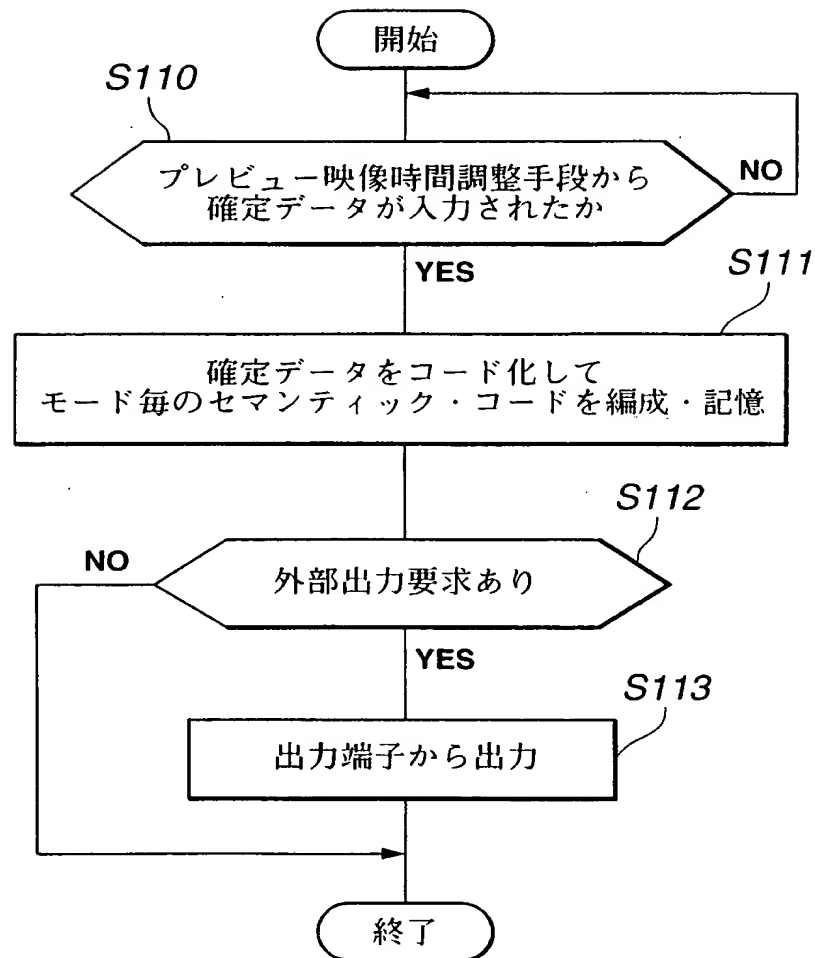 開始
S110
プレビュー映像時間調整手段から
確定データが入力されたか
NO
YES
S111
確定データをコード化して
モード毎のセマンティック・コードを編成・記憶
S112
NO
外部出力要求あり
YES
S113
出力端子から出力
終了